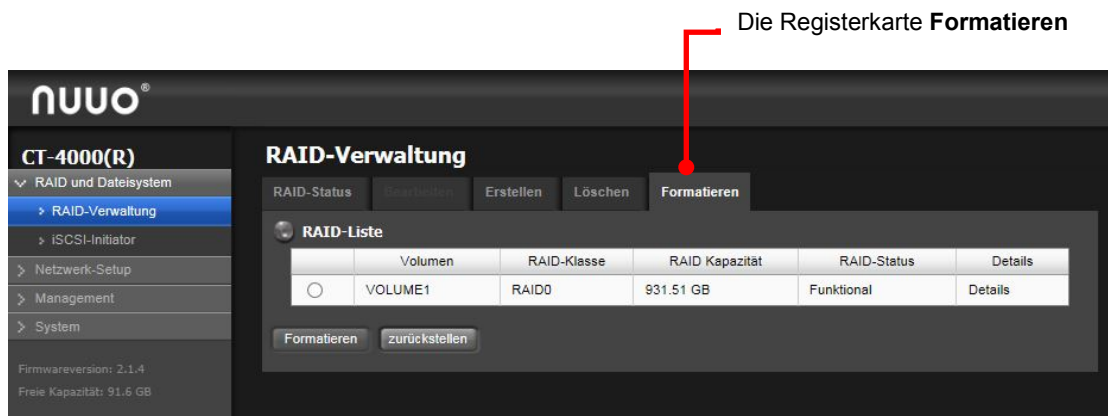 Die Registerkarte Formatieren
nuuo®
CT-4000(R)
RAID und Dateisystem
RAID-Verwaltung
iSCSI-Initiator
Netzwerk-Setup
Management
System
Firmwareversion: 2.1.4
Freie Kapazität: 91.6 GB
RAID-Verwaltung
RAID-Status Bearbeiten Erstellen Löschen Formatieren
RAID-Liste
Volumen RAID-Klasse RAID Kapazität RAID-Status Details
VOLUME1 RAID0 931.51 GB Funktional Details
Formatieren zurückstellen